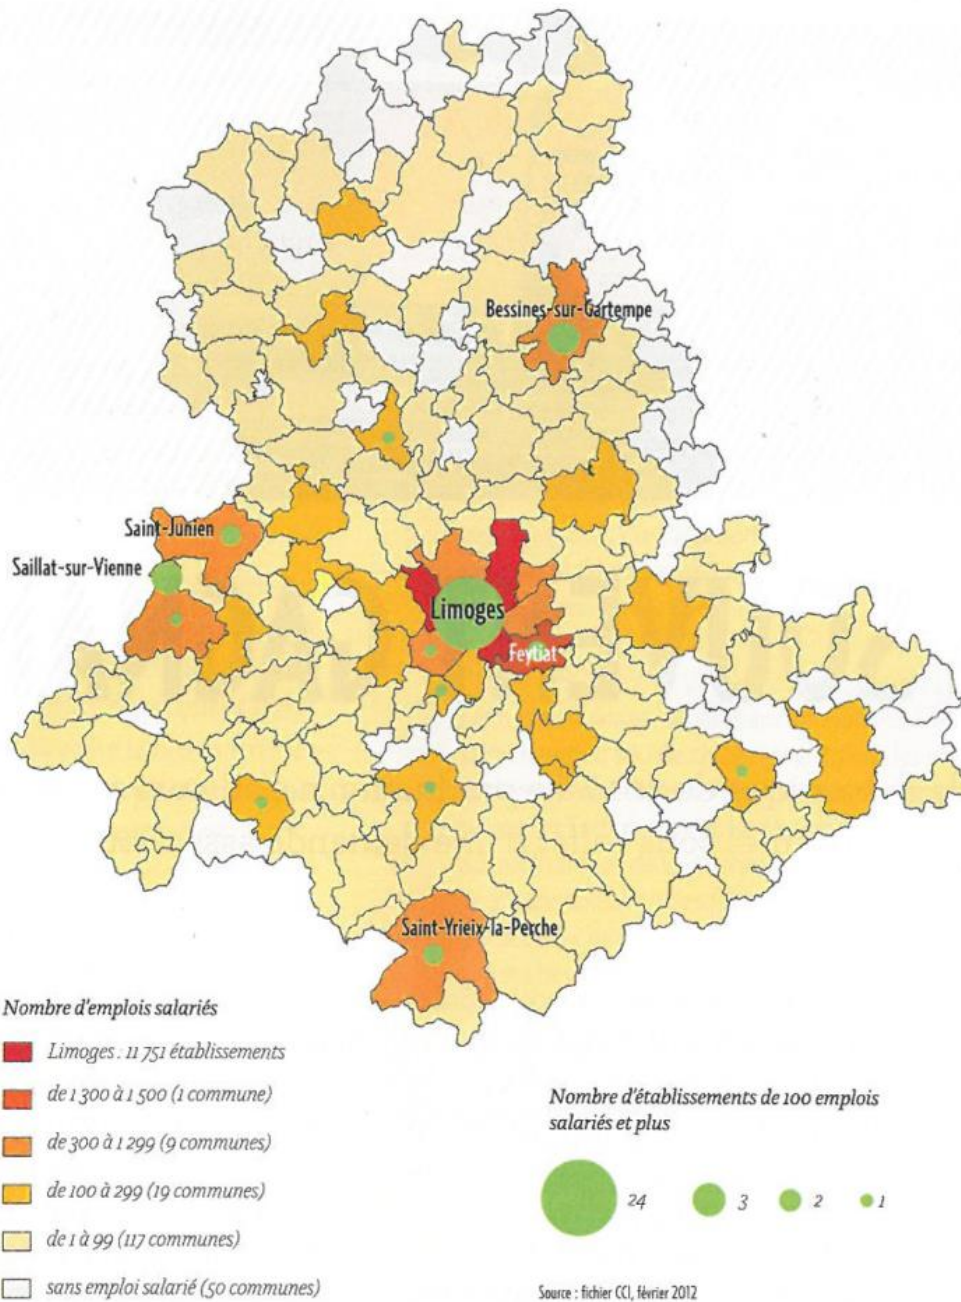 Bessines-sur-Gartempe
Saint-Junien
Saillat-sur-Vienne
Limoges
Feytiat
Saint-Yrieix-la-Perche
Nombre d'emplois salariés
Limoges : 11 751 établissements
de 1 300 à 1 500 (1 commune)
de 300 à 1 299 (9 communes)
de 100 à 299 (19 communes)
de 1 à 99 (117 communes)
sans emploi salarié (50 communes)
Nombre d'établissements de 100 emplois
salariés et plus
24 3 2 1
Source : fichier CCI, février 2012